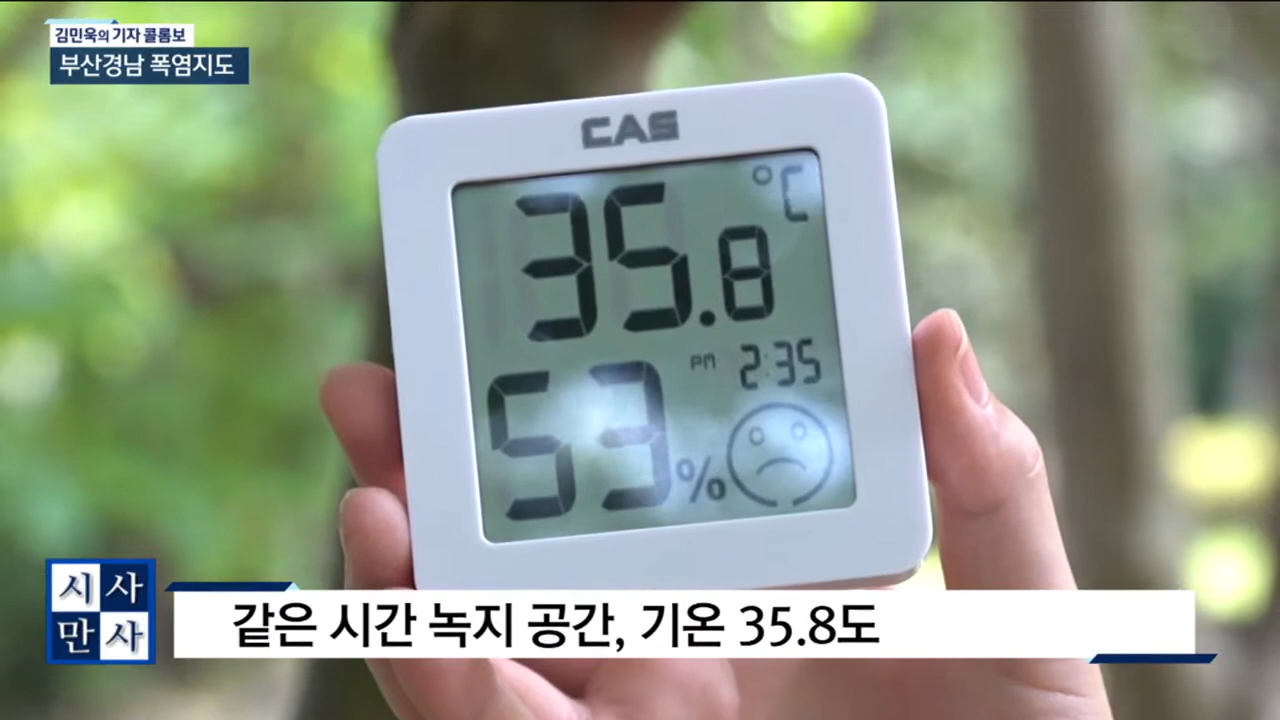 김민욱의 기자 콜롬보
부산경남 폭염지도
CAS
35.8 °C
PM 2:35
53%
시사
만사
같은 시간 녹지 공간, 기온 35.8도